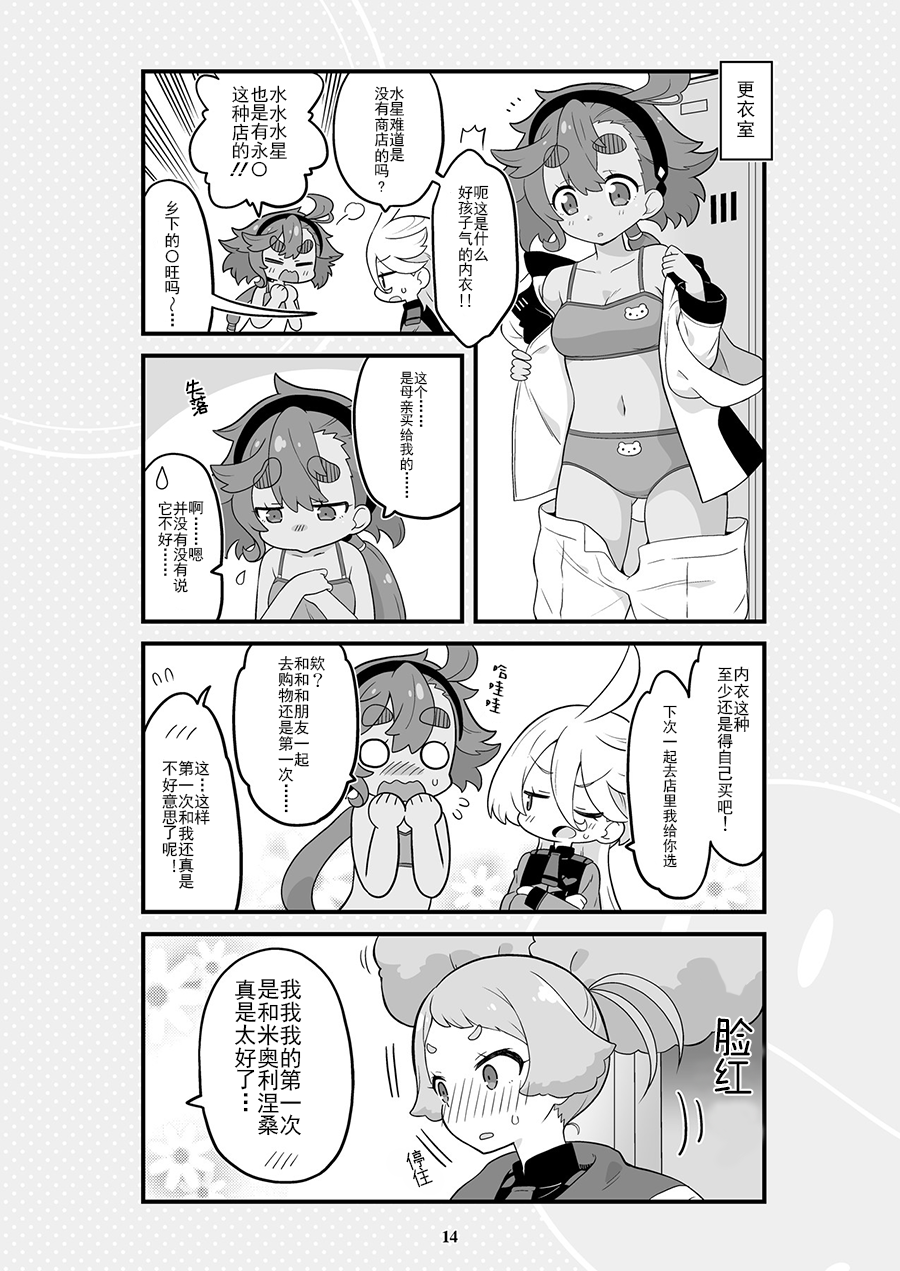 更衣室
呃这是什么
好孩子气的内衣!!
水星难道是
没有商店的吗?
水水水星
也是有永〇
这种店的!!
乡下的〇旺吗～…
这个……
是母亲买给我的……
失落
啊……嗯
并没有没有说
它不好……
内衣这种
至少还是得自己买吧!
下次一起去店里我给你选
哈哇哇
欸?
和和和朋友一起
去购物还是第一次……
这…这样
第一次和我还真是
不好意思了呢!
脸红
停住
我我我的第一次
是和米奥利涅桑
真是太好了…
14